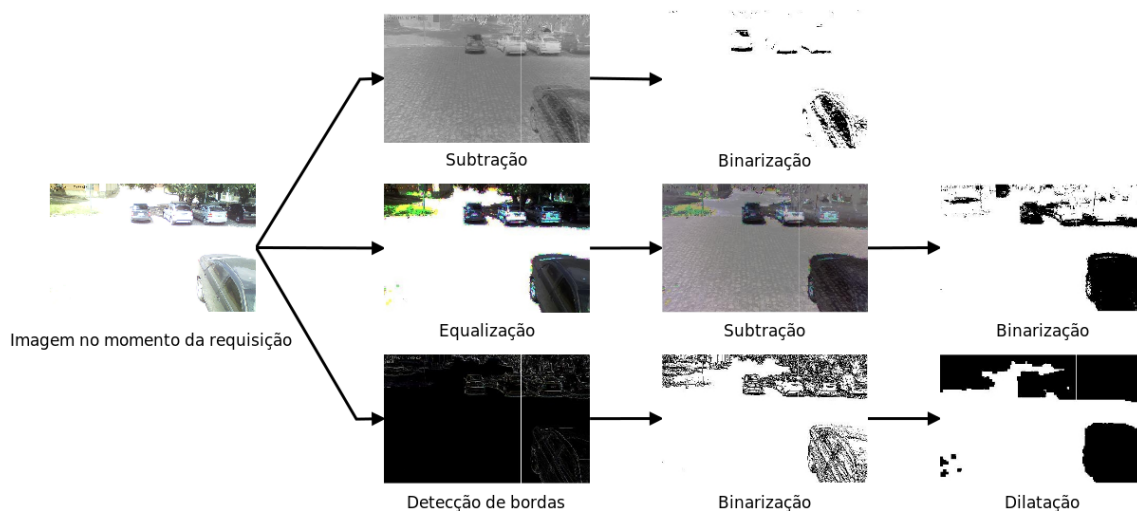 Subtração
Binarização
Imagem no momento da requisição
Equalização
Subtração
Binarização
Detecção de bordas
Binarização
Dilatação